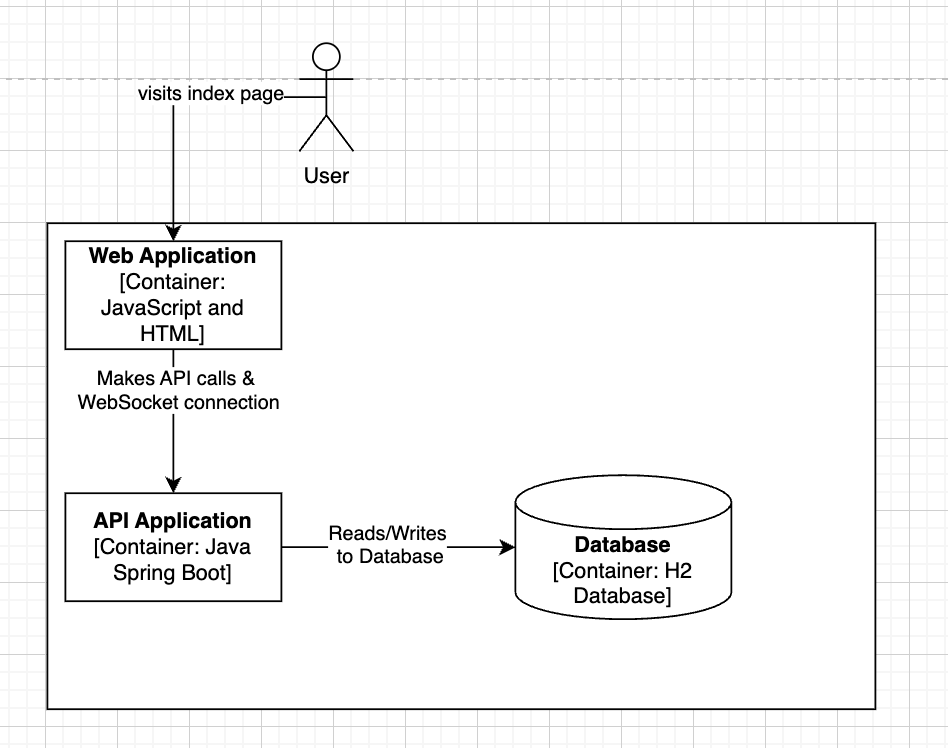 visits index page
User
Web Application
[Container:
JavaScript and
HTML]
Makes API calls &
WebSocket connection
API Application
[Container: Java
Spring Boot]
Reads/Writes
to Database
Database
[Container: H2
Database]